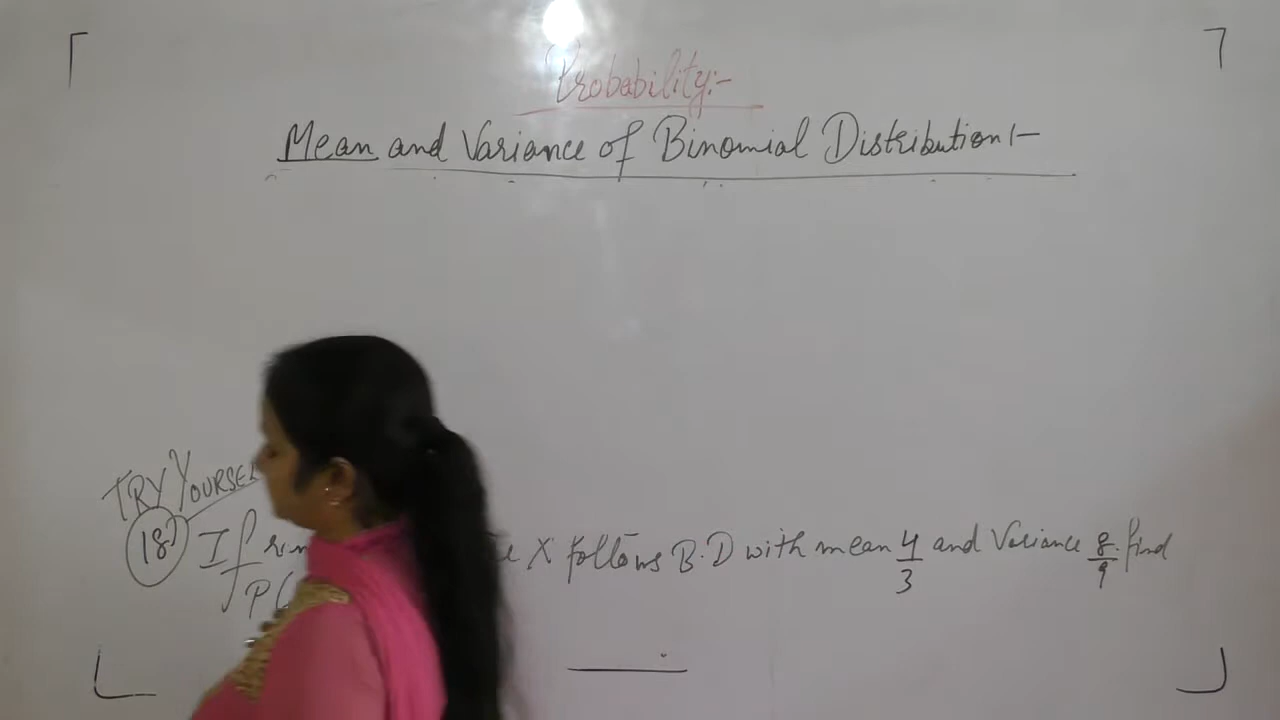 Probability:-
Mean and Variance of Binomial Distribution:-
TRY YOURSEL
18) If X follows B.D with mean 4/3 and Variance 8/9. find
P(